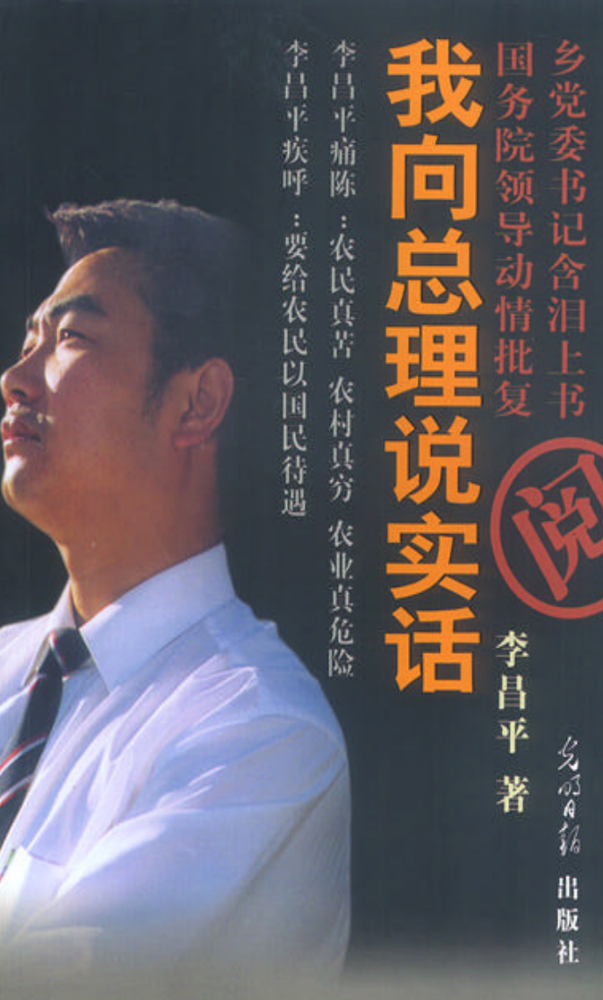 乡党委书记含泪上书
国务院领导动情批复
阅
我向总理说实话
李昌平 著
李昌平痛陈：农民真苦 农村真穷 农业真危险
李昌平疾呼：要给农民以国民待遇
光明日报 出版社